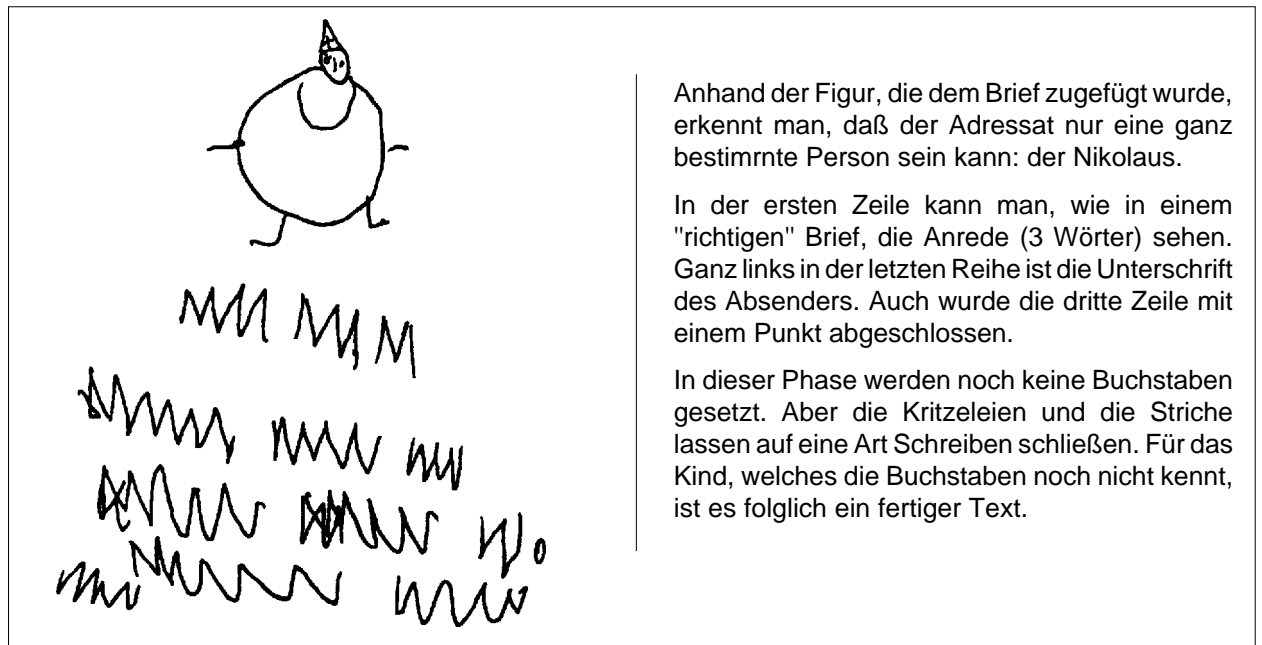 Anhand der Figur, die dem Brief zugefügt wurde,
erkennt man, daß der Adressat nur eine ganz
bestimrnte Person sein kann: der Nikolaus.
In der ersten Zeile kann man, wie in einem
"richtigen" Brief, die Anrede (3 Wörter) sehen.
Ganz links in der letzten Reihe ist die Unterschrift
des Absenders. Auch wurde die dritte Zeile mit
einem Punkt abgeschlossen.
In dieser Phase werden noch keine Buchstaben
gesetzt. Aber die Kritzeleien und die Striche
lassen auf eine Art Schreiben schließen. Für das
Kind, welches die Buchstaben noch nicht kennt,
ist es folglich ein fertiger Text.